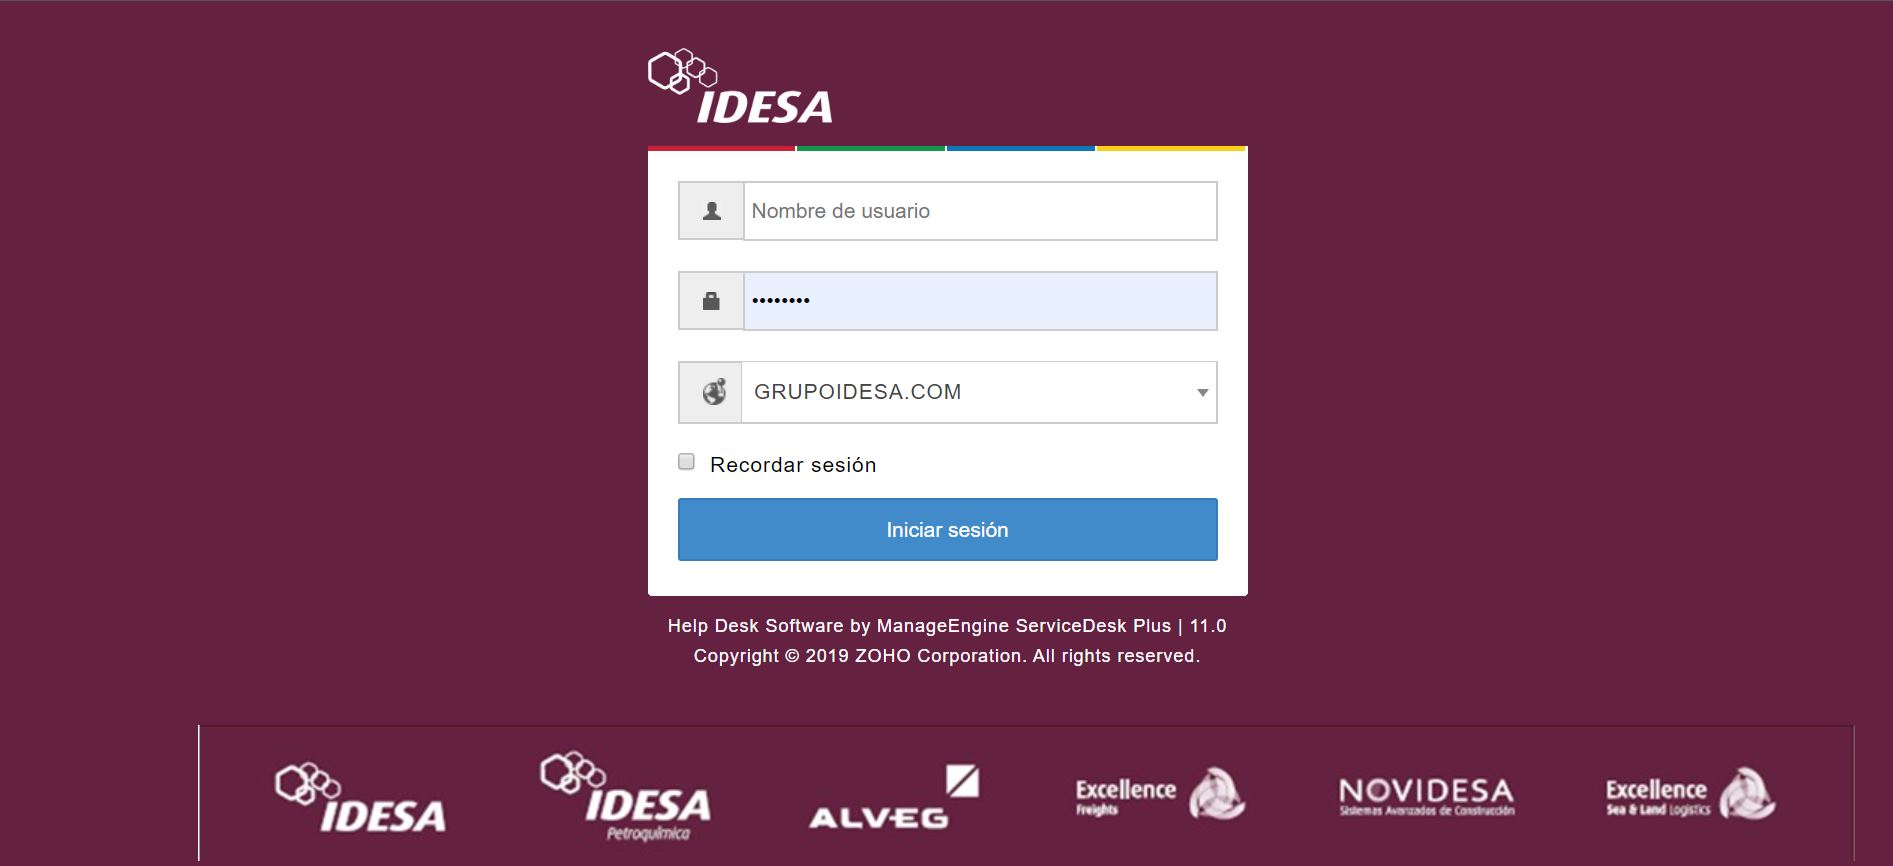 IDESA
Nombre de usuario
••••••••
GRUPOIDESA.COM
Recordar sesión
Iniciar sesión
Help Desk Software by ManageEngine ServiceDesk Plus | 11.0
Copyright © 2019 ZOHO Corporation. All rights reserved.
IDESA
IDESA
Petroquímica
ALVEG
Excellence
Freights
NOVIDESA
Sistemas Avanzados de Construcción
Excellence
Sea & Land Logistics